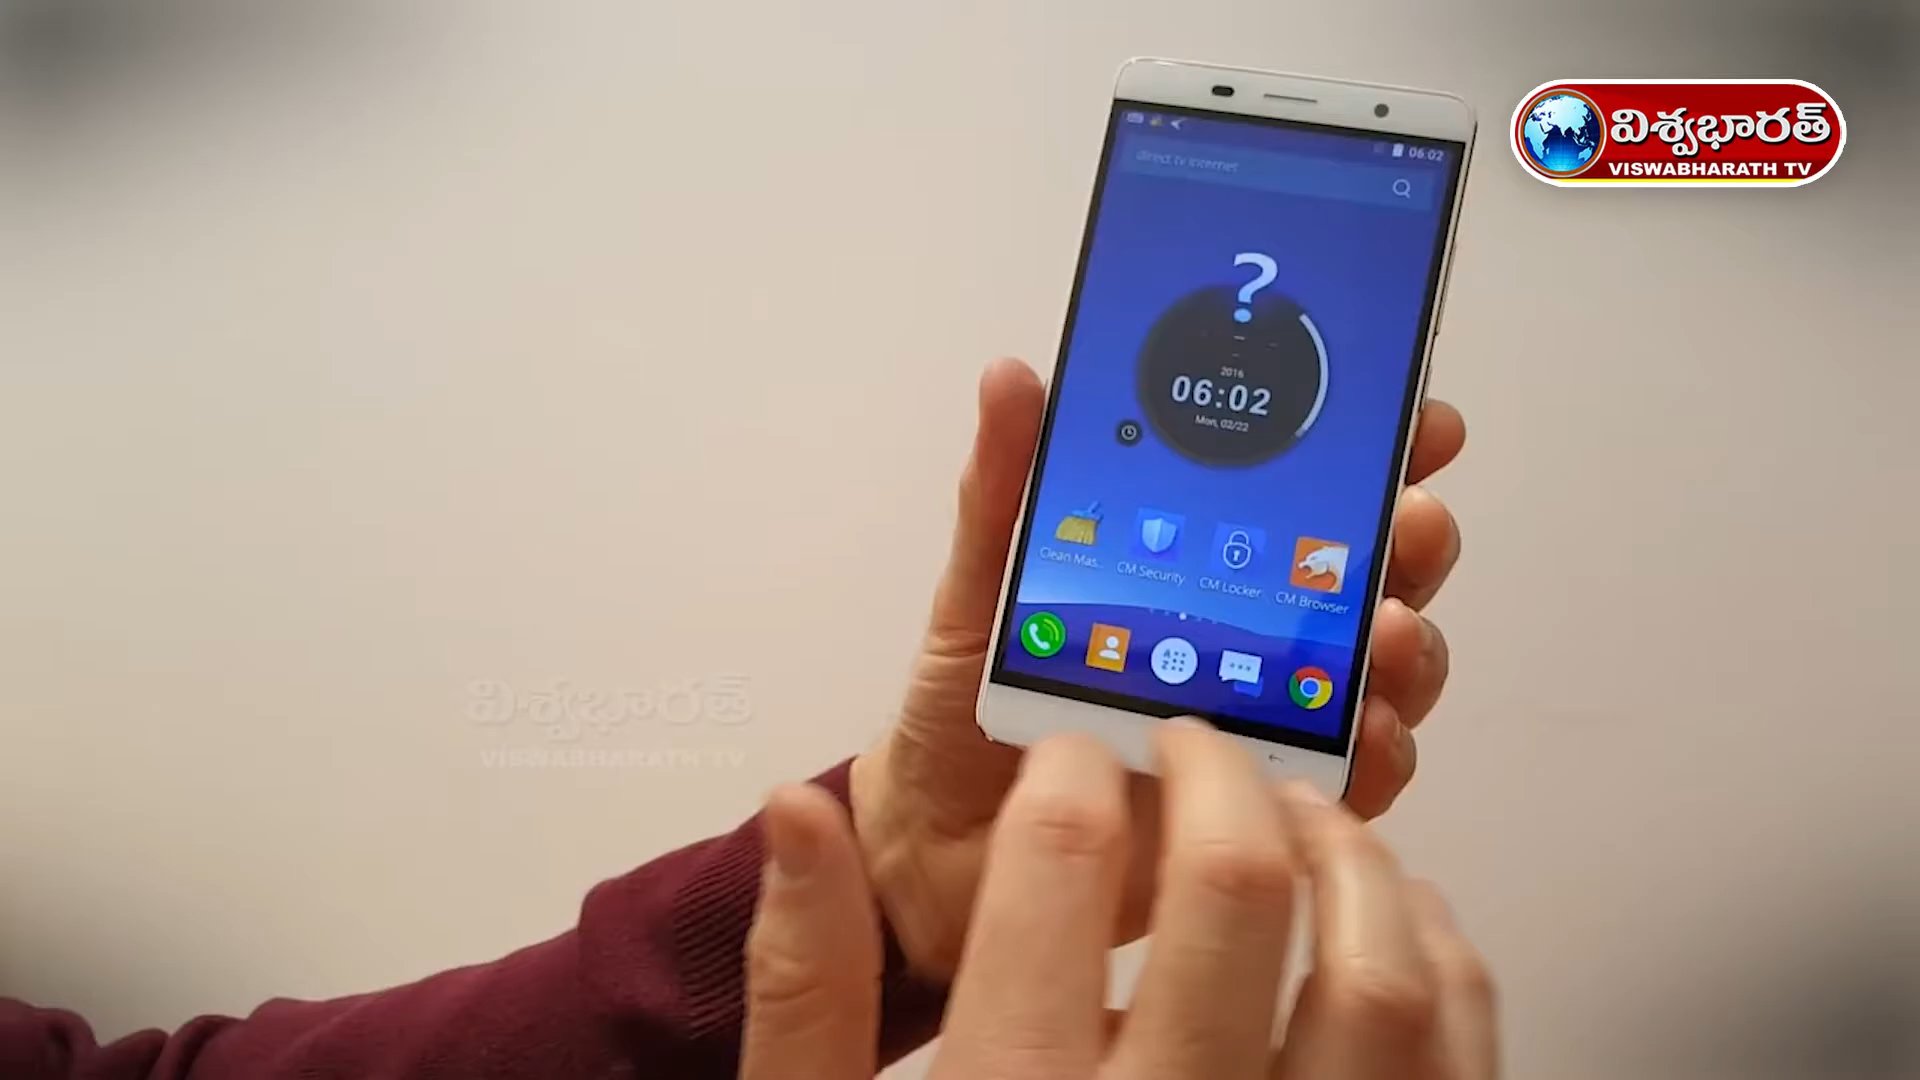 విశ్వభారత్
VISWABHARATH TV
06:02
direct tv internet
?
2016
06:02
Mon, 02/22
Clean Mas...
CM Security
CM Locker
CM Browser
విశ్వభారత్
VISWABHARATH TV